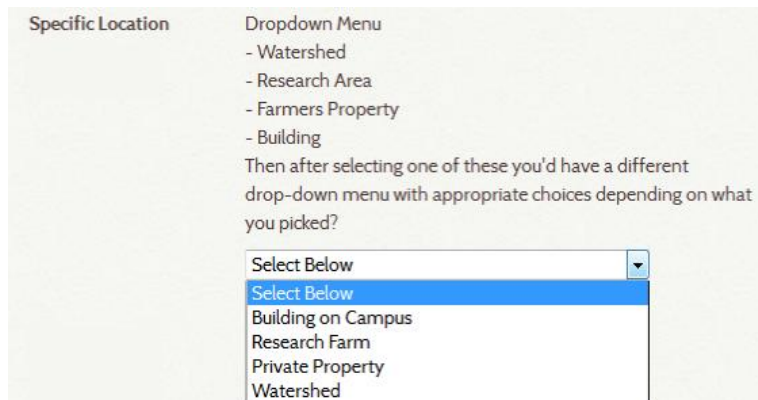 Specific Location
Dropdown Menu
- Watershed
- Research Area
- Farmers Property
- Building
Then after selecting one of these you'd have a different
drop-down menu with appropriate choices depending on what
you picked?
Select Below
Select Below
Building on Campus
Research Farm
Private Property
Watershed